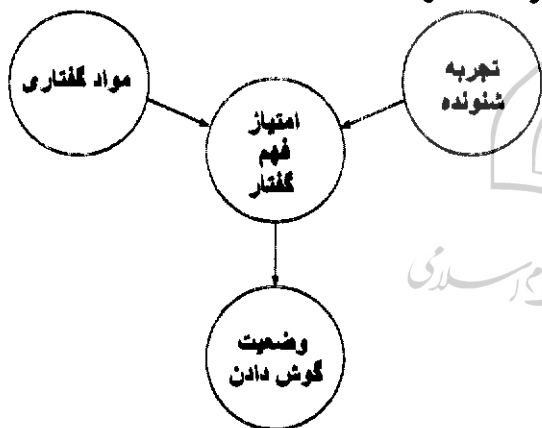 مواد گفتاری
تجربه
شنونده
امتیاز
فهم
گفتار
وضعیت
گوش دادن